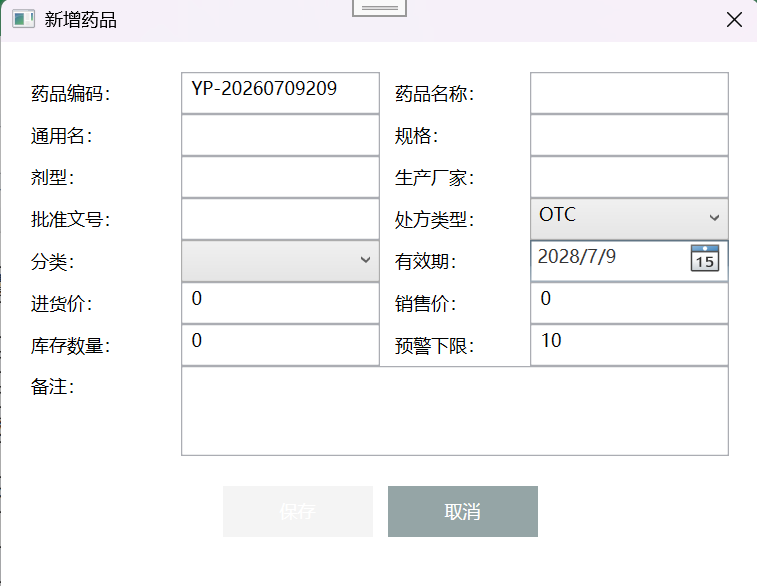 新增药品
药品编码： YP-20260709209 药品名称：
通用名： 规格：
剂型： 生产厂家：
批准文号： 处方类型： OTC
分类： 有效期： 2028/7/9 15
进货价： 0 销售价： 0
库存数量： 0 预警下限： 10
备注：
保存 取消